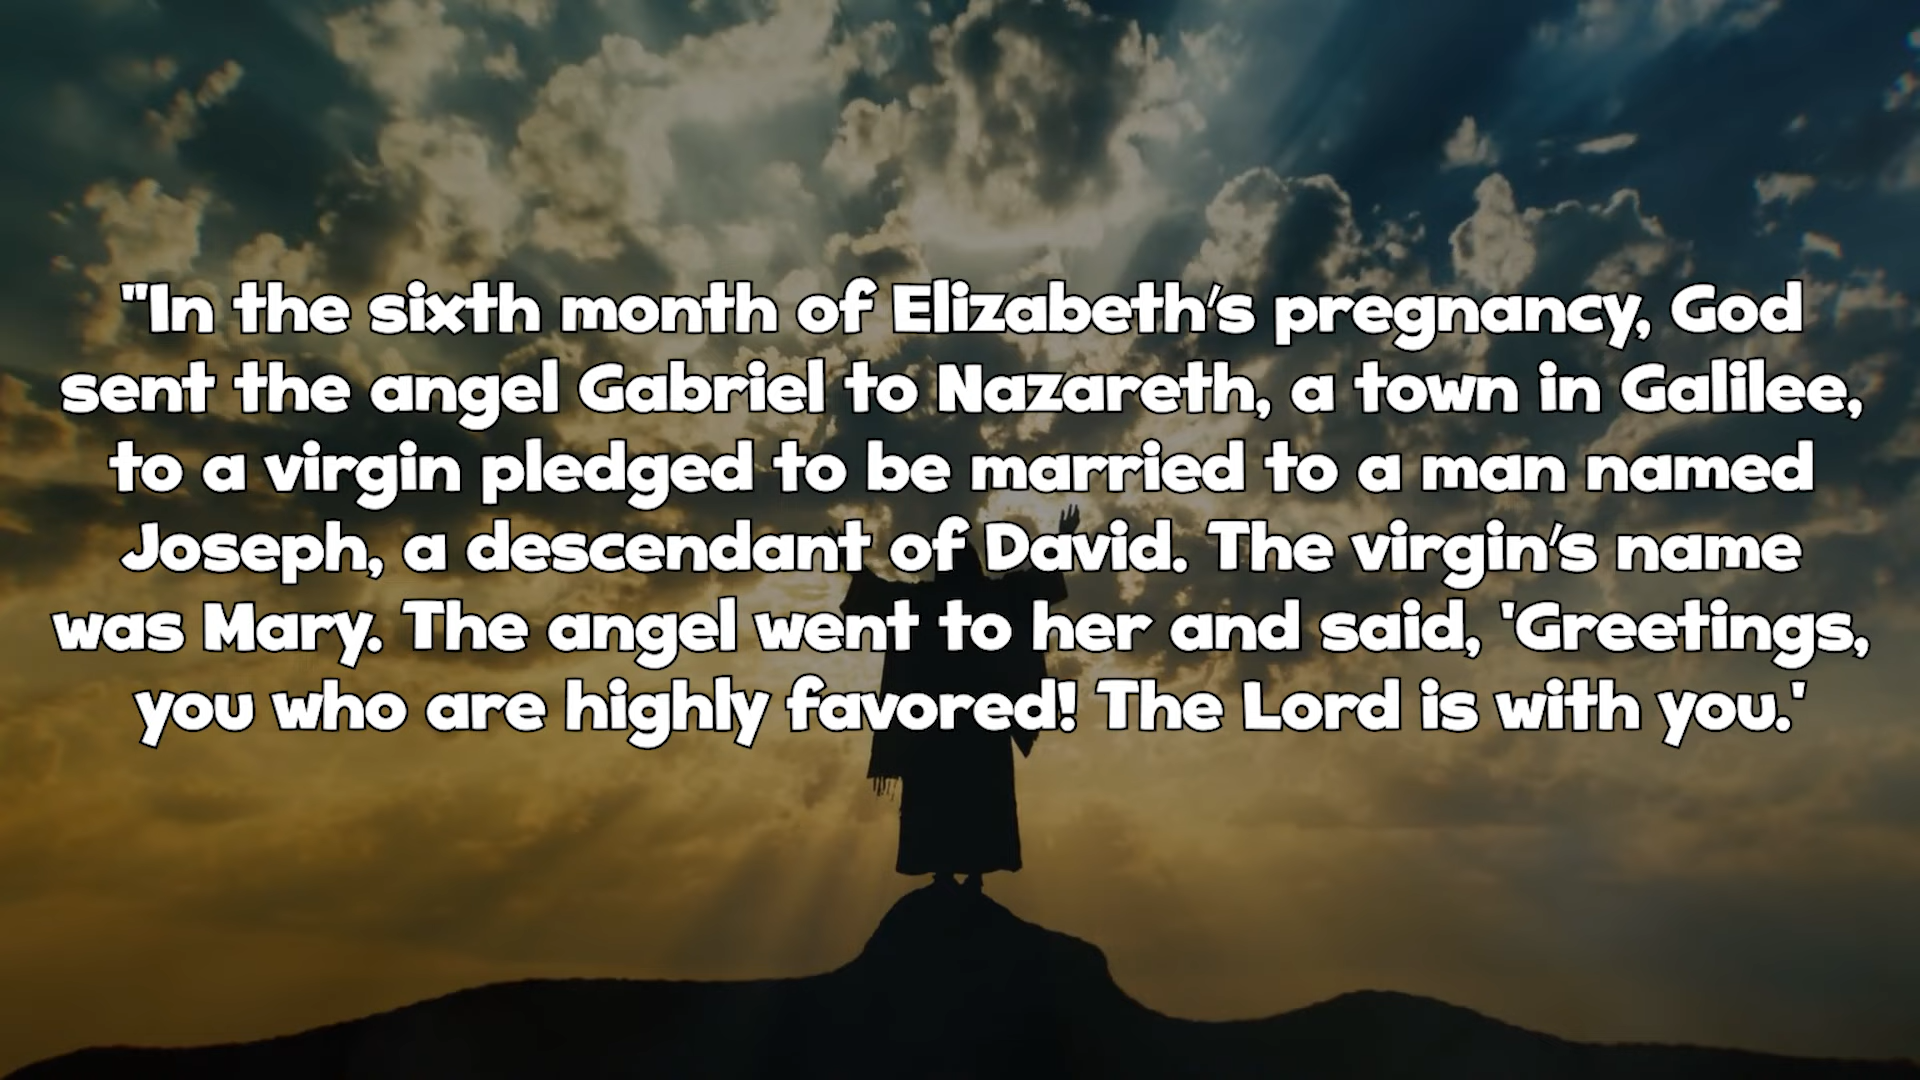 "In the sixth month of Elizabeth's pregnancy, God
sent the angel Gabriel to Nazareth, a town in Galilee,
to a virgin pledged to be married to a man named
Joseph, a descendant of David. The virgin's name
was Mary. The angel went to her and said, 'Greetings,
you who are highly favored! The Lord is with you.'